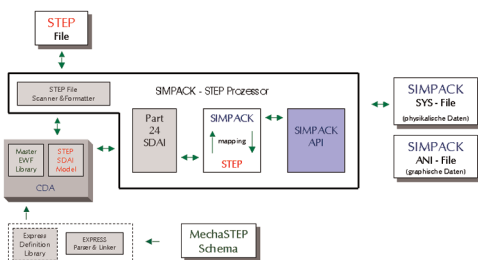 STEP
File
STEP File
Scanner & Formatter
SIMPACK - STEP Prozessor
Part
24
SDAI
SIMPACK
mapping
STEP
SIMPACK
API
SIMPACK
SYS - File
(physikalische Daten)
SIMPACK
ANI - File
(graphische Daten)
Master
EWF
Library
STEP
SDAI
Model
CDA
Express
Definition
Library
EXPRESS
Parser & Linker
MechaSTEP
Schema